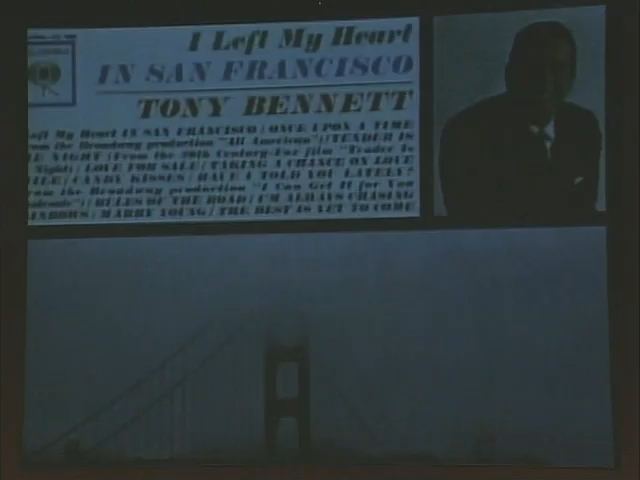 I Left My Heart
IN SAN FRANCISCO
TONY BENNETT
Left My Heart IN SAN FRANCISCO / ONCE UPON A TIME
from the Broadway production "All American") / TENDER IS
THE NIGHT (From the 20th Century-Fox film "Tender Is
Night) / LOVE FOR SALE / TAKING A CHANCE ON LOVE
/ CANDY KISSES / HAVE I TOLD YOU LATELY?
from the Broadway production "I Can Get It for You
/ RULES OF THE ROAD / I'M ALWAYS CHASING
RAINBOWS / MARRY YOUNG / THE BEST IS YET TO COME